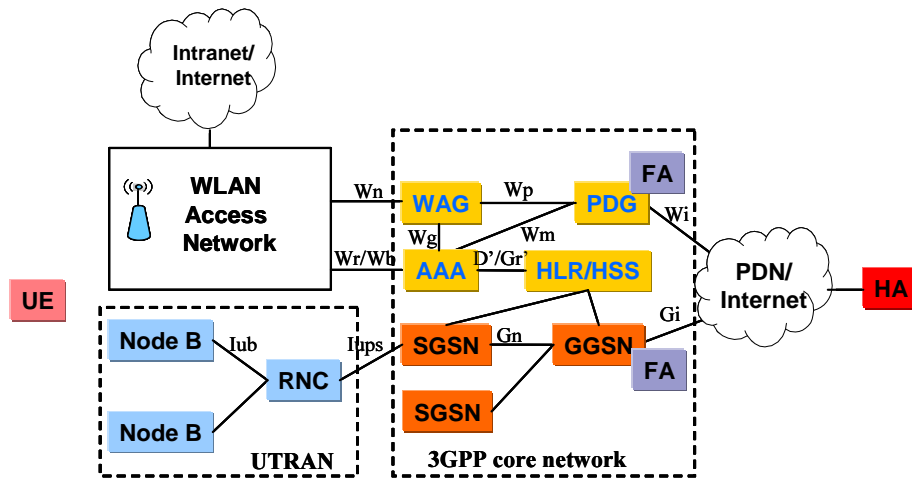 Intranet/
Internet
WLAN
Access
Network
Wn
WAG
Wp
PDG
FA
Wi
Wg
Wm
Wr/Wb
AAA
D'/Gr'
HLR/HSS
PDN/
Internet
HA
UE
Node B
Iub
Iups
SGSN
Gn
GGSN
Gi
RNC
FA
SGSN
Node B
UTRAN
3GPP core network